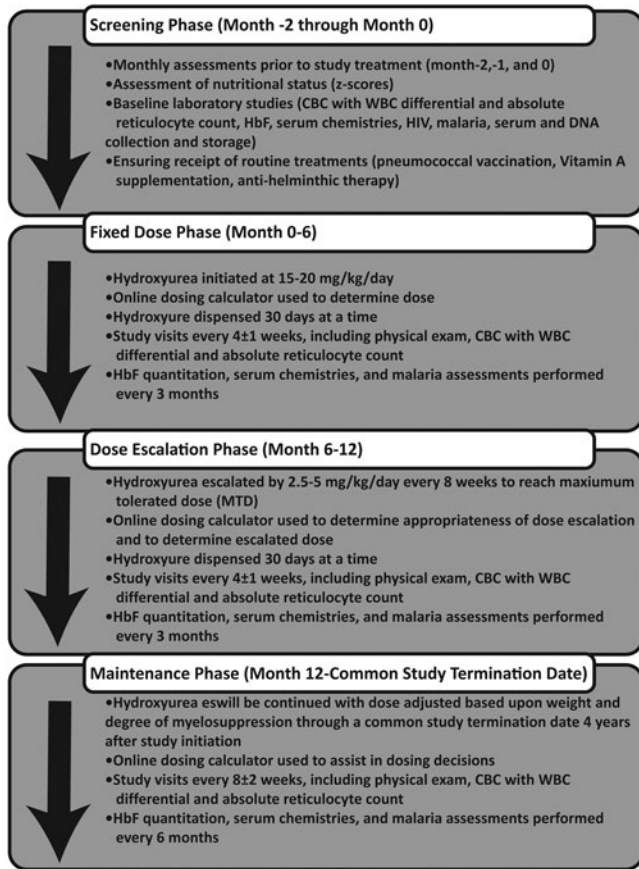 Screening Phase (Month -2 through Month 0)
•Monthly assessments prior to study treatment (month-2,-1, and 0)
•Assessment of nutritional status (z-scores)
•Baseline laboratory studies (CBC with WBC differential and absolute
reticulocyte count, HbF, serum chemistries, HIV, malaria, serum and DNA
collection and storage)
•Ensuring receipt of routine treatments (pneumococcal vaccination, Vitamin A
supplementation, anti-helminthic therapy)
Fixed Dose Phase (Month 0-6)
•Hydroxyurea initiated at 15-20 mg/kg/day
•Online dosing calculator used to determine dose
•Hydroxyure dispensed 30 days at a time
•Study visits every 4±1 weeks, including physical exam, CBC with WBC
differential and absolute reticulocyte count
•HbF quantitation, serum chemistries, and malaria assessments performed
every 3 months
Dose Escalation Phase (Month 6-12)
•Hydroxyurea escalated by 2.5-5 mg/kg/day every 8 weeks to reach maxiumum
tolerated dose (MTD)
•Online dosing calculator used to determine appropriateness of dose escalation
and to determine escalated dose
•Hydroxyure dispensed 30 days at a time
•Study visits every 4±1 weeks, including physical exam, CBC with WBC
differential and absolute reticulocyte count
•HbF quantitation, serum chemistries, and malaria assessments performed
every 3 months
Maintenance Phase (Month 12-Common Study Termination Date)
•Hydroxyurea eswill be continued with dose adjusted based upon weight and
degree of myelosuppression through a common study termination date 4 years
after study initiation
•Online dosing calculator used to assist in dosing decisions
•Study visits every 8±2 weeks, including physical exam, CBC with WBC
differential and absolute reticulocyte count
•HbF quantitation, serum chemistries, and malaria assessments performed
every 6 months